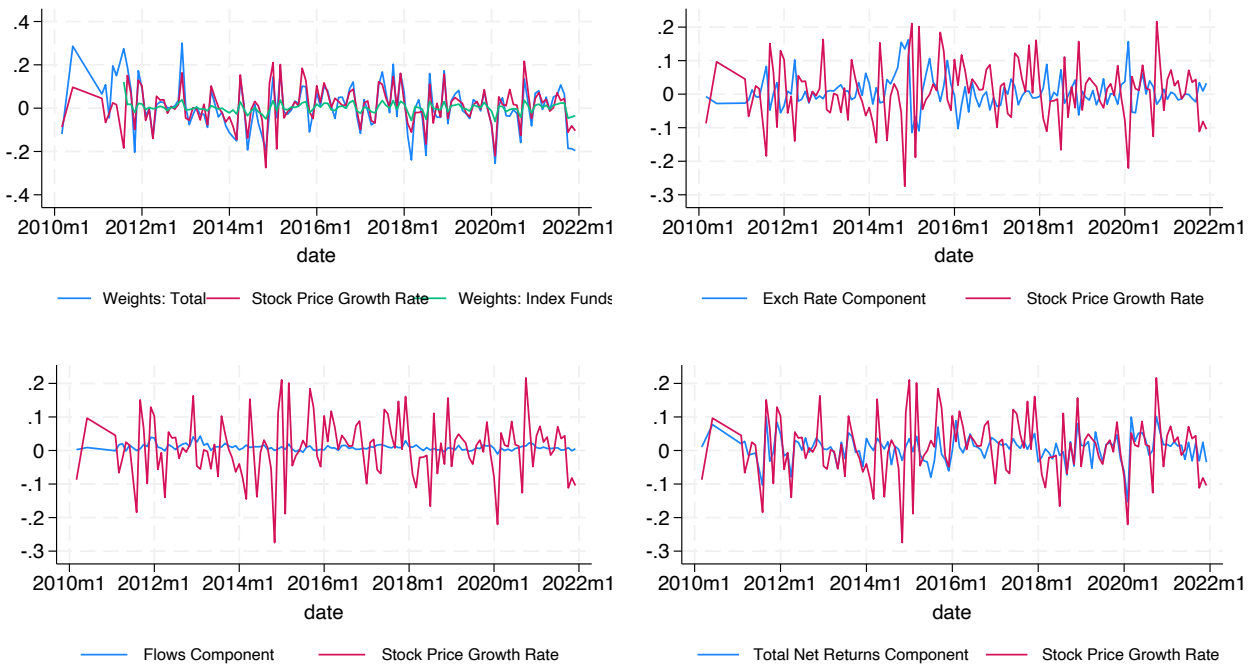 .4
.2
0
-.2
-.4
2010m1 2012m1 2014m1 2016m1 2018m1 2020m1 2022m1
date
Weights: Total Stock Price Growth Rate Weights: Index Funds
.2
.1
0
-.1
-.2
-.3
2010m1 2012m1 2014m1 2016m1 2018m1 2020m1 2022m1
date
Exch Rate Component Stock Price Growth Rate
.2
.1
0
-.1
-.2
-.3
2010m1 2012m1 2014m1 2016m1 2018m1 2020m1 2022m1
date
Flows Component Stock Price Growth Rate
.2
.1
0
-.1
-.2
-.3
2010m1 2012m1 2014m1 2016m1 2018m1 2020m1 2022m1
date
Total Net Returns Component Stock Price Growth Rate